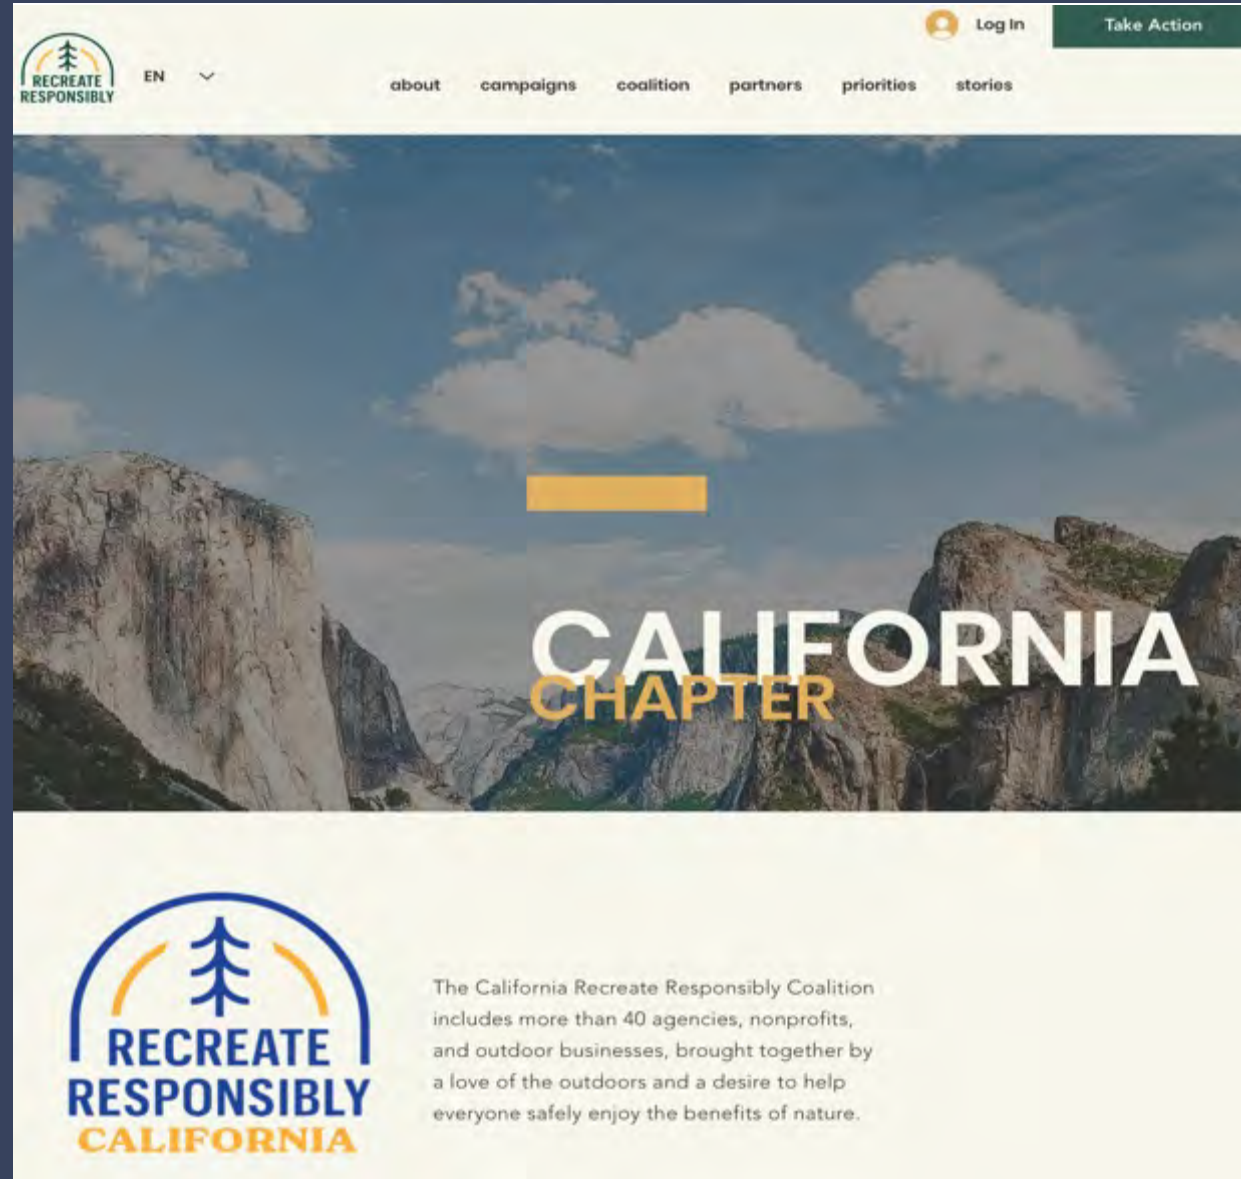 Log In
Take Action
RECREATE
RESPONSIBLY
EN
about campaigns coalition partners priorities stories
CALIFORNIA
CHAPTER
RECREATE
RESPONSIBLY
CALIFORNIA
The California Recreate Responsibly Coalition
includes more than 40 agencies, nonprofits,
and outdoor businesses, brought together by
a love of the outdoors and a desire to help
everyone safely enjoy the benefits of nature.